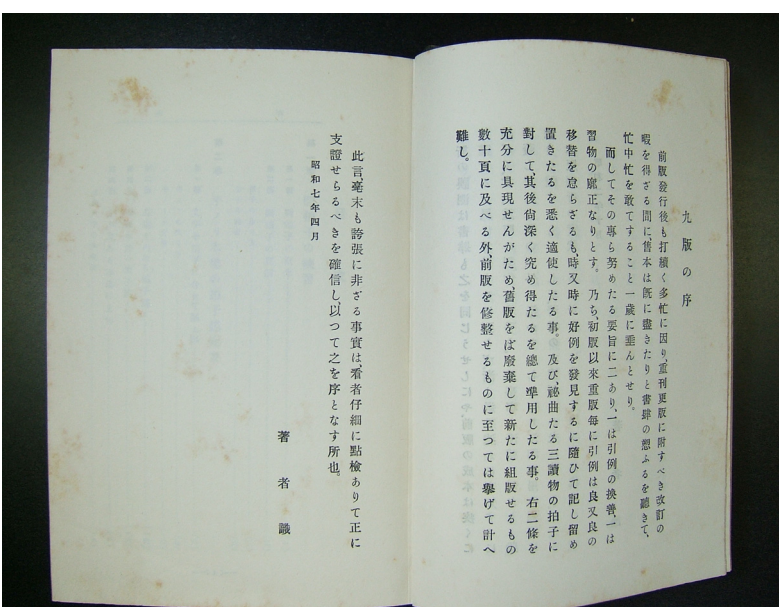 九版の序
前版發行後も打續く多忙に因り、重刊更版に附すべき改訂の
暇を得ざる間に、舊本は既に盡きたりと書肆の愬ふるを聽きて、
忙中忙を敢てすること一歲に垂んとせり。
而してその專ら努めたる要旨に二あり、一は引例の換善、一は
習物の龐正なりとす。乃ち、初版以來重版每に引例は良又良の
移替を怠らざるも、時又時に好例を發見するに隨ひて記し留め
置きたるを悉く適使したる事。及び、祕曲たる三讀物の拍子に
對して、其後尙深く究め得たるを總て準用したる事。右二條を
充分に具現せんがため、舊版をば廢棄して新たに組版せるもの
數十頁に及べる外、前版を修整せるものに至つては擧げて計へ
難し。
此言、毫末も誇張に非ざる事實は、看者仔細に點檢ありて正に
支證せらるべきを確信し、以つて之を序となす所也。
昭和七年四月
著者識